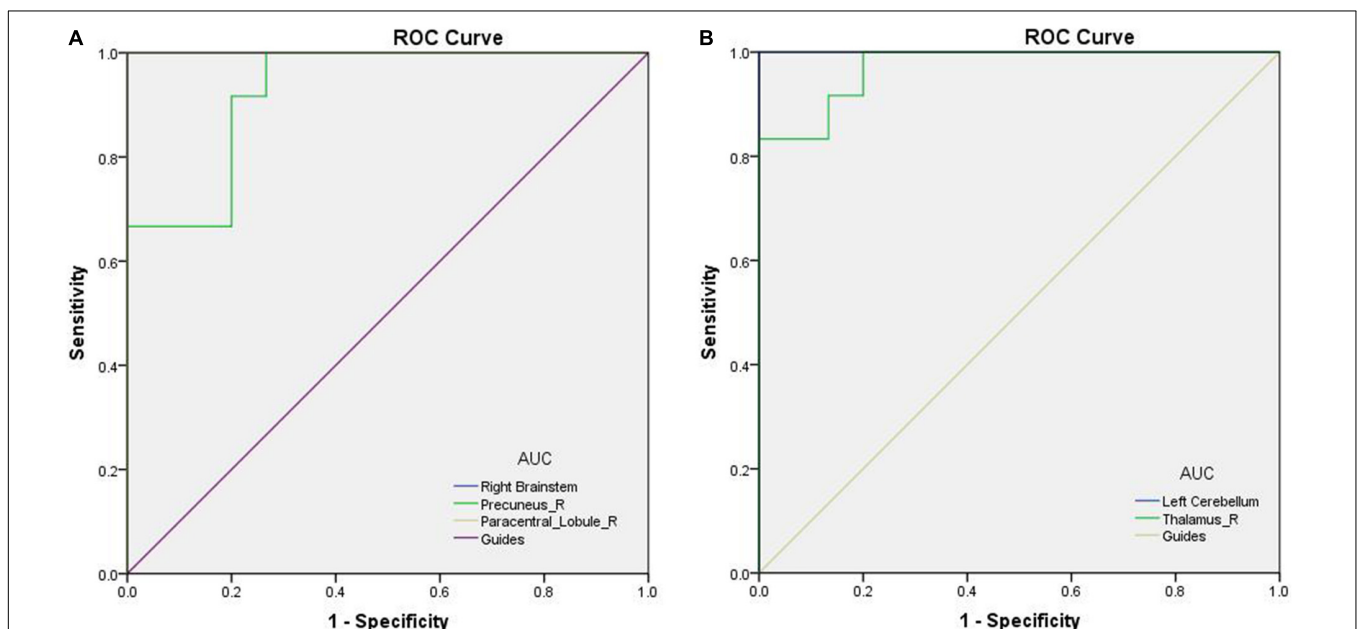 A
ROC Curve
1.0
0.8
0.6
0.4
0.2
0.0
Sensitivity
AUC
Right Brainstem
Precuneus_R
Paracentral_Lobule_R
Guides
0.0 0.2 0.4 0.6 0.8 1.0
1 - Specificity
B
ROC Curve
1.0
0.8
0.6
0.4
0.2
0.0
Sensitivity
AUC
Left Cerebellum
Thalamus_R
Guides
0.0 0.2 0.4 0.6 0.8 1.0
1 - Specificity